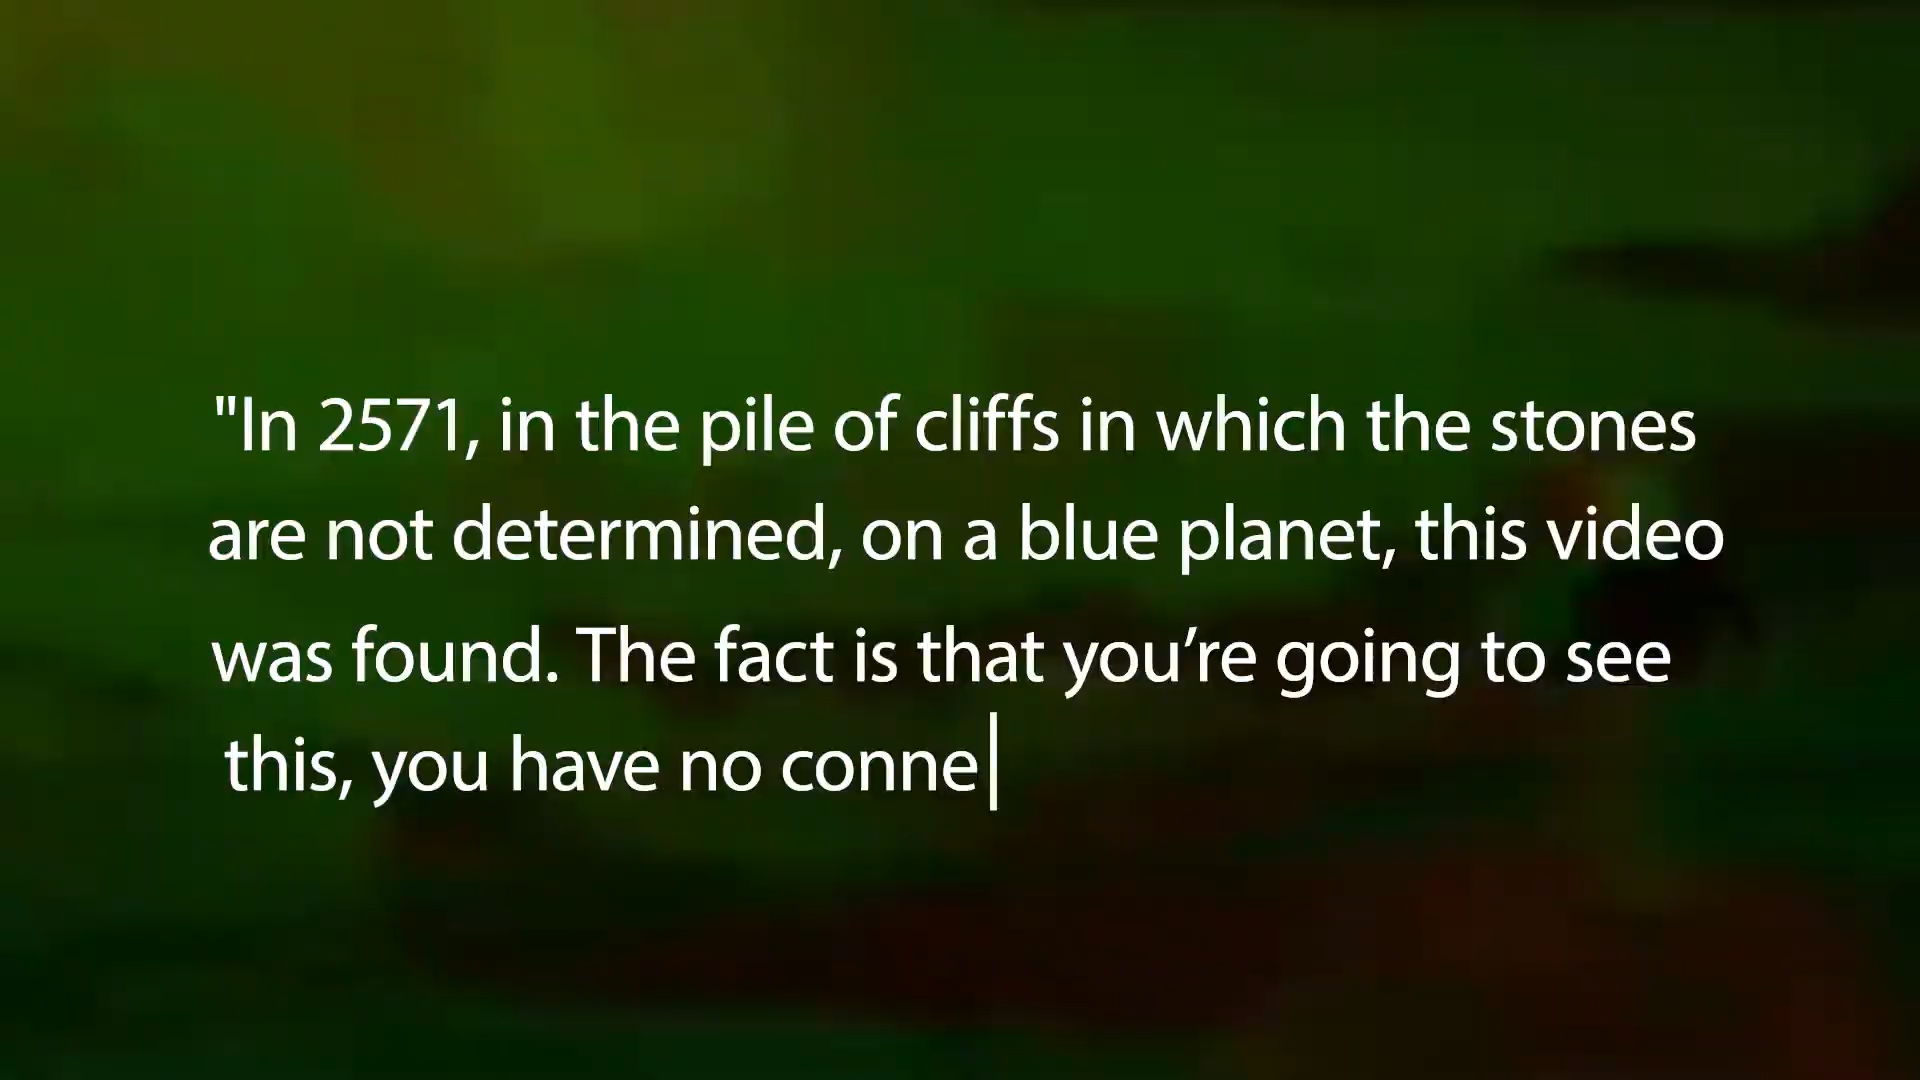 "In 2571, in the pile of cliffs in which the stones
are not determined, on a blue planet, this video
was found. The fact is that you’re going to see
this, you have no conne